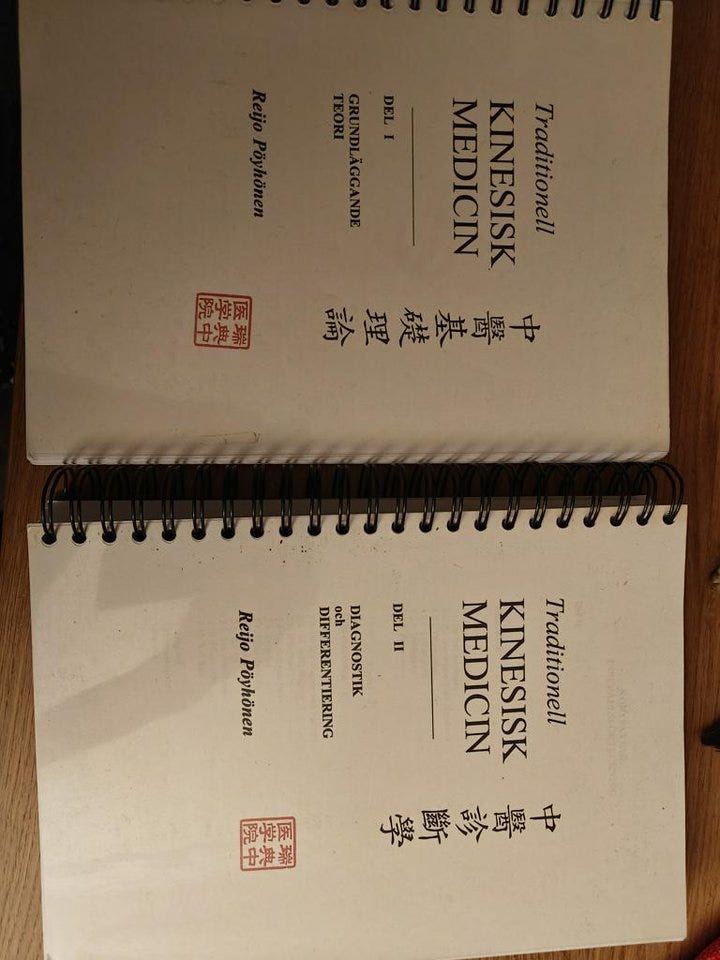 Traditionell
KINESISK
MEDICIN
DEL I
GRUNDLÄGGANDE
TEORI
Reijo Pöyhönen
中醫基礎理論
瑞典中
医学院
Traditionell
KINESISK
MEDICIN
DEL II
DIAGNOSTIK
och
DIFFERENTIERING
Reijo Pöyhönen
中醫診斷學
瑞典中
医学院